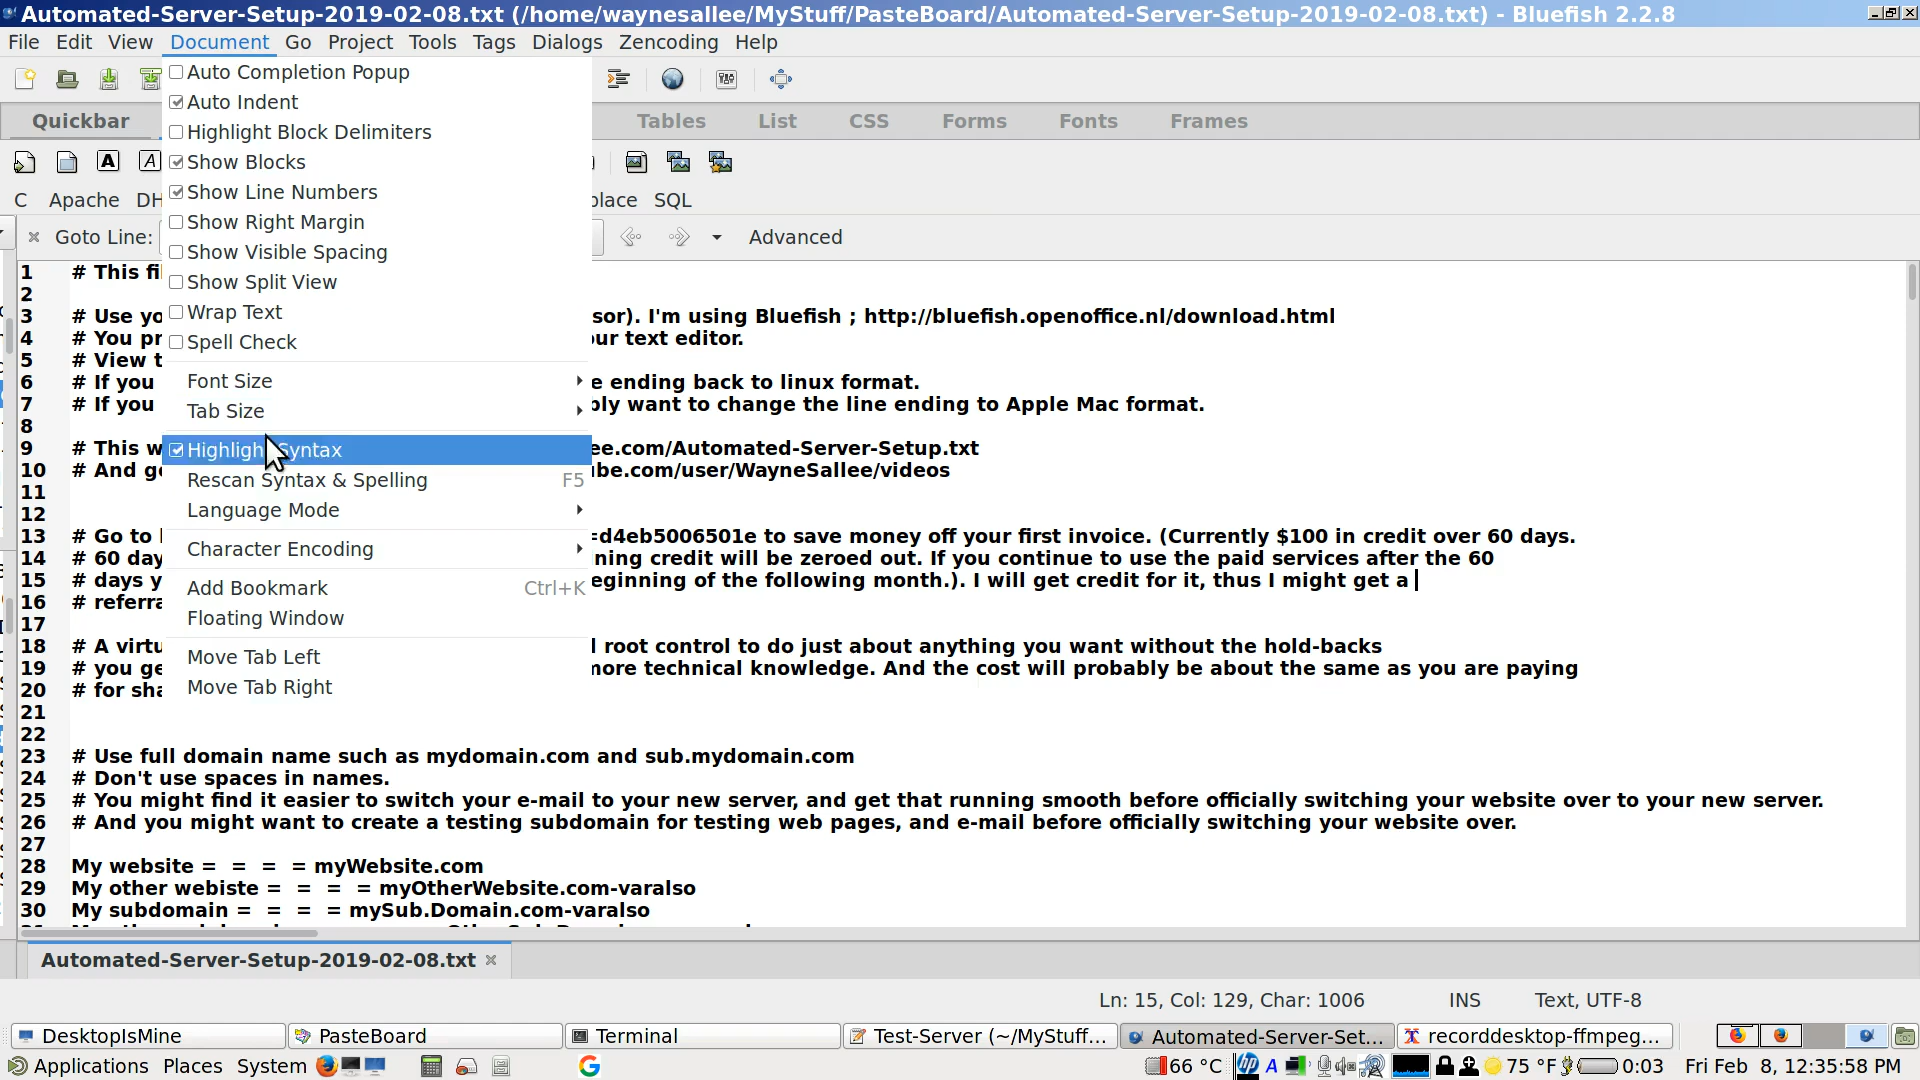 Automated-Server-Setup-2019-02-08.txt (/home/waynesallee/MyStuff/PasteBoard/Automated-Server-Setup-2019-02-08.txt) - Bluefish 2.2.8
File Edit View Document Go Project Tools Tags Dialogs Zencoding Help
Auto Completion Popup
Auto Indent
Quickbar Tables List CSS Forms Fonts Frames
Highlight Block Delimiters
Show Blocks
Show Line Numbers
C Apache DH place SQL
Show Right Margin
Goto Line: Advanced
Show Visible Spacing
Show Split View
Wrap Text
Spell Check
Font Size
Tab Size
Highlight Syntax
Rescan Syntax & Spelling F5
Language Mode
Character Encoding
Add Bookmark Ctrl+K
Floating Window
Move Tab Left
Move Tab Right
1 # This fi
2
3 # Use yo sor). I'm using Bluefish ; http://bluefish.openoffice.nl/download.html
4 # You pr our text editor.
5 # View t
6 # If you e ending back to linux format.
7 # If you bly want to change the line ending to Apple Mac format.
8
9 # This w ee.com/Automated-Server-Setup.txt
10 # And go be.com/user/WayneSallee/videos
11
12
13 # Go to =d4eb5006501e to save money off your first invoice. (Currently $100 in credit over 60 days.
14 # 60 day ning credit will be zeroed out. If you continue to use the paid services after the 60
15 # days y eginning of the following month.). I will get credit for it, thus I might get a
16 # referra
17
18 # A virtu l root control to do just about anything you want without the hold-backs
19 # you ge more technical knowledge. And the cost will probably be about the same as you are paying
20 # for sha
21
22
23 # Use full domain name such as mydomain.com and sub.mydomain.com
24 # Don't use spaces in names.
25 # You might find it easier to switch your e-mail to your new server, and get that running smooth before officially switching your website over to your new server.
26 # And you might want to create a testing subdomain for testing web pages, and e-mail before officially switching your website over.
27
28 My website = = = = myWebsite.com
29 My other webiste = = = = myOtherWebsite.com-varalso
30 My subdomain = = = = mySub.Domain.com-varalso
Automated-Server-Setup-2019-02-08.txt
Ln: 15, Col: 129, Char: 1006 INS Text, UTF-8
DesktopIsMine PasteBoard Terminal Test-Server (~/MyStuff... Automated-Server-Set... recorddesktop-ffmpeg...
Applications Places System 66 °C 75 °F 0:03 Fri Feb 8, 12:35:58 PM